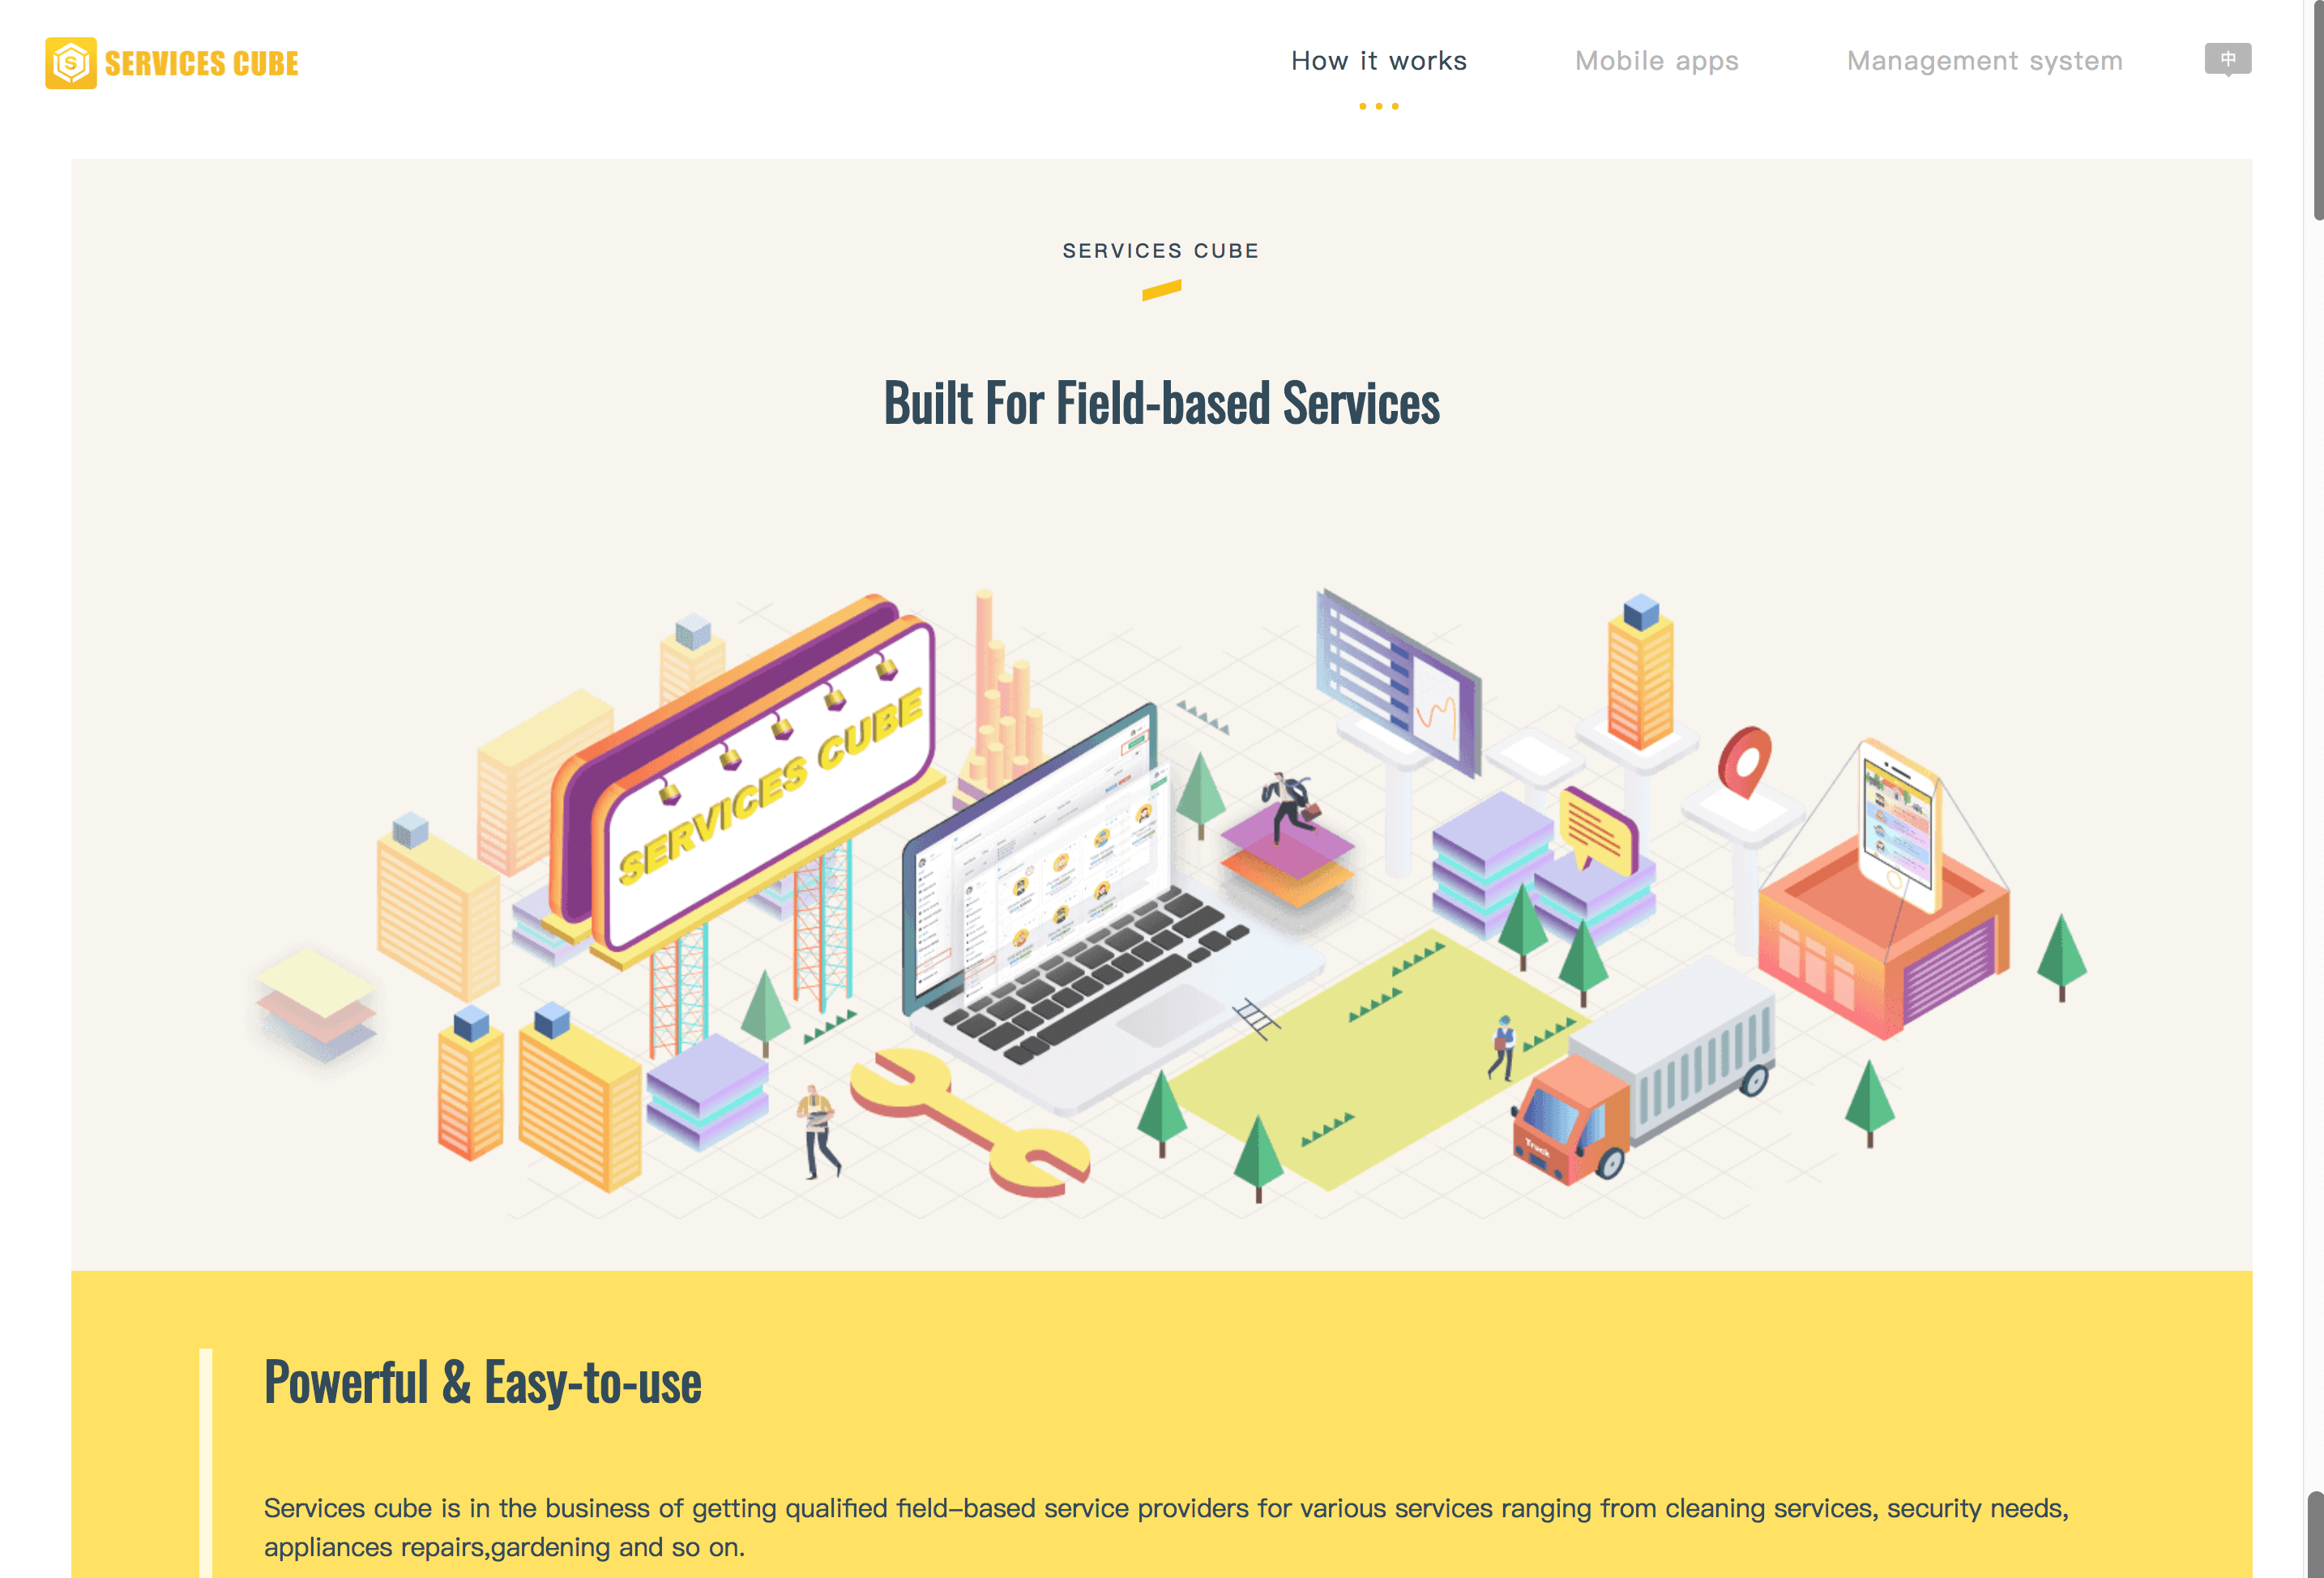 SERVICES CUBE
How it works
Mobile apps
Management system
中
SERVICES CUBE
Built For Field-based Services
SERVICES CUBE
Truck
Powerful & Easy-to-use
Services cube is in the business of getting qualified field–based service providers for various services ranging from cleaning services, security needs,
appliances repairs,gardening and so on.